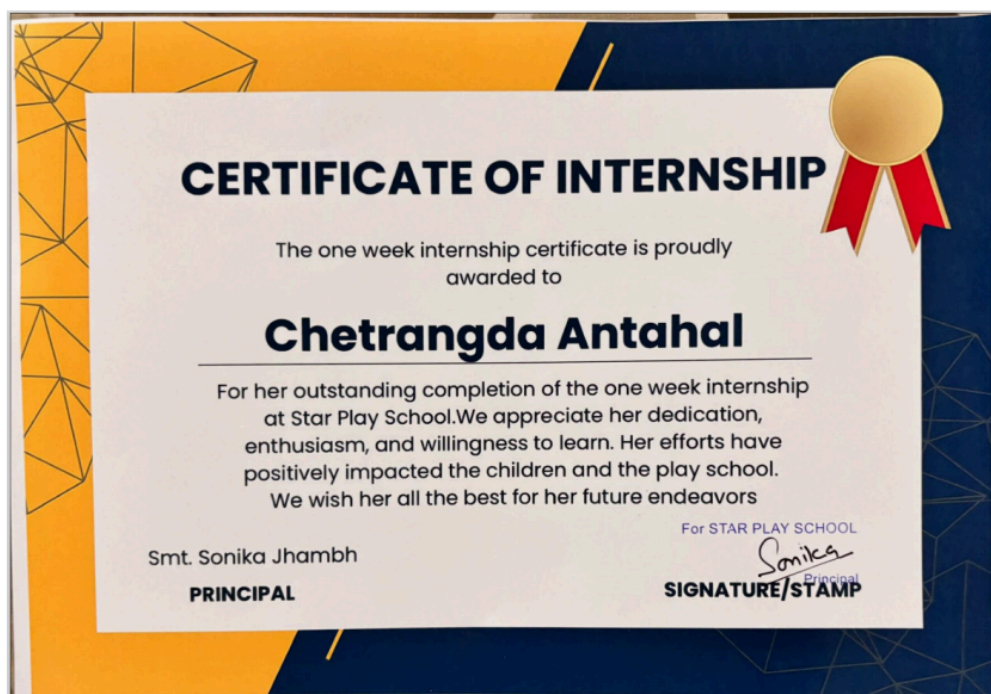 CERTIFICATE OF INTERNSHIP
The one week internship certificate is proudly
awarded to
Chetrangda Antahal
For her outstanding completion of the one week internship
at Star Play School.We appreciate her dedication,
enthusiasm, and willingness to learn. Her efforts have
positively impacted the children and the play school.
We wish her all the best for her future endeavors
For STAR PLAY SCHOOL
Smt. Sonika Jhambh
Sonika
Principal
PRINCIPAL
SIGNATURE/STAMP